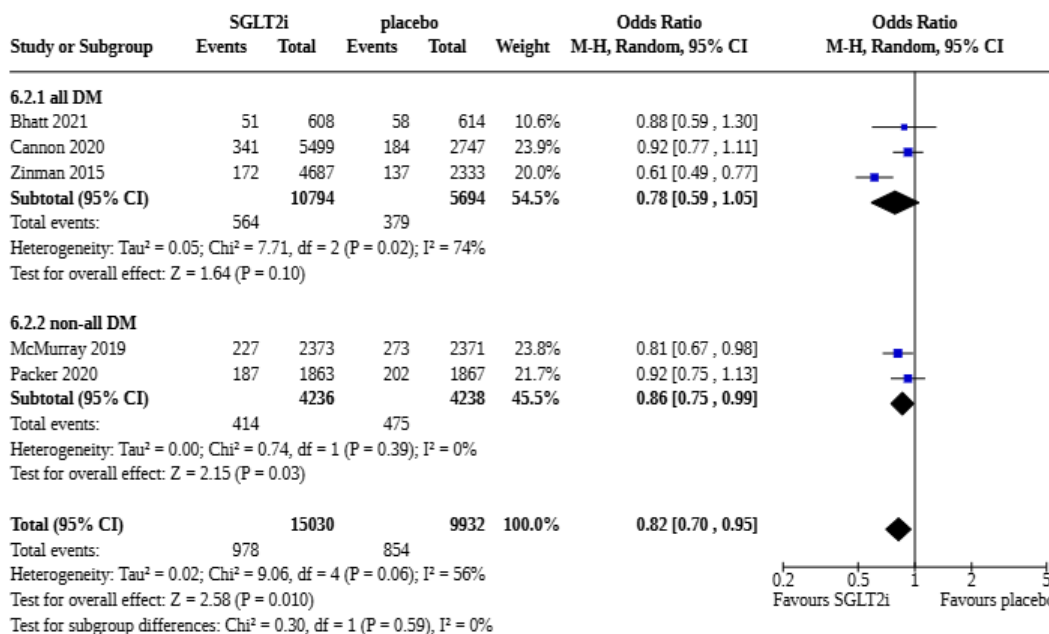 SGLT2i placebo Odds Ratio Odds Ratio
Study or Subgroup Events Total Events Total Weight M-H, Random, 95% CI M-H, Random, 95% CI
6.2.1 all DM
Bhatt 2021 51 608 58 614 10.6% 0.88 [0.59 , 1.30]
Cannon 2020 341 5499 184 2747 23.9% 0.92 [0.77 , 1.11]
Zinman 2015 172 4687 137 2333 20.0% 0.61 [0.49 , 0.77]
Subtotal (95% CI) 10794 5694 54.5% 0.78 [0.59 , 1.05]
Total events: 564 379
Heterogeneity: Tau² = 0.05; Chi² = 7.71, df = 2 (P = 0.02); I² = 74%
Test for overall effect: Z = 1.64 (P = 0.10)
6.2.2 non-all DM
McMurray 2019 227 2373 273 2371 23.8% 0.81 [0.67 , 0.98]
Packer 2020 187 1863 202 1867 21.7% 0.92 [0.75 , 1.13]
Subtotal (95% CI) 4236 4238 45.5% 0.86 [0.75 , 0.99]
Total events: 414 475
Heterogeneity: Tau² = 0.00; Chi² = 0.74, df = 1 (P = 0.39); I² = 0%
Test for overall effect: Z = 2.15 (P = 0.03)
Total (95% CI) 15030 9932 100.0% 0.82 [0.70 , 0.95]
Total events: 978 854
Heterogeneity: Tau² = 0.02; Chi² = 9.06, df = 4 (P = 0.06); I² = 56%
0.2 0.5 1 2 5
Test for overall effect: Z = 2.58 (P = 0.010) Favours SGLT2i Favours placebo
Test for subgroup differences: Chi² = 0.30, df = 1 (P = 0.59), I² = 0%